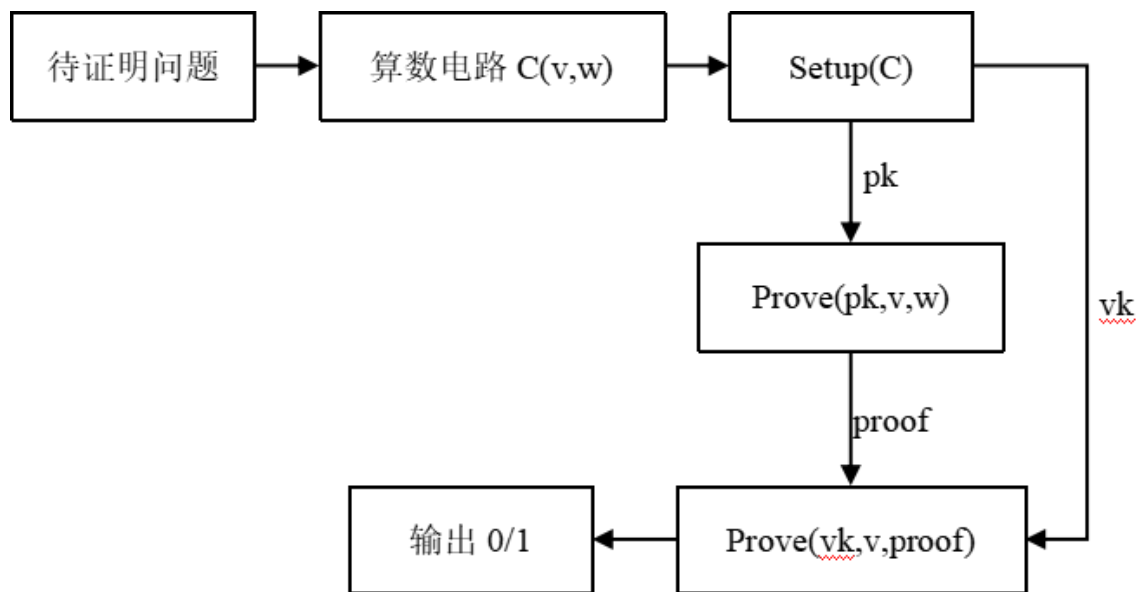 待证明问题
算数电路 C(v,w)
Setup(C)
pk
Prove(pk,v,w)
vk
proof
输出 0/1
Prove(vk,v,proof)